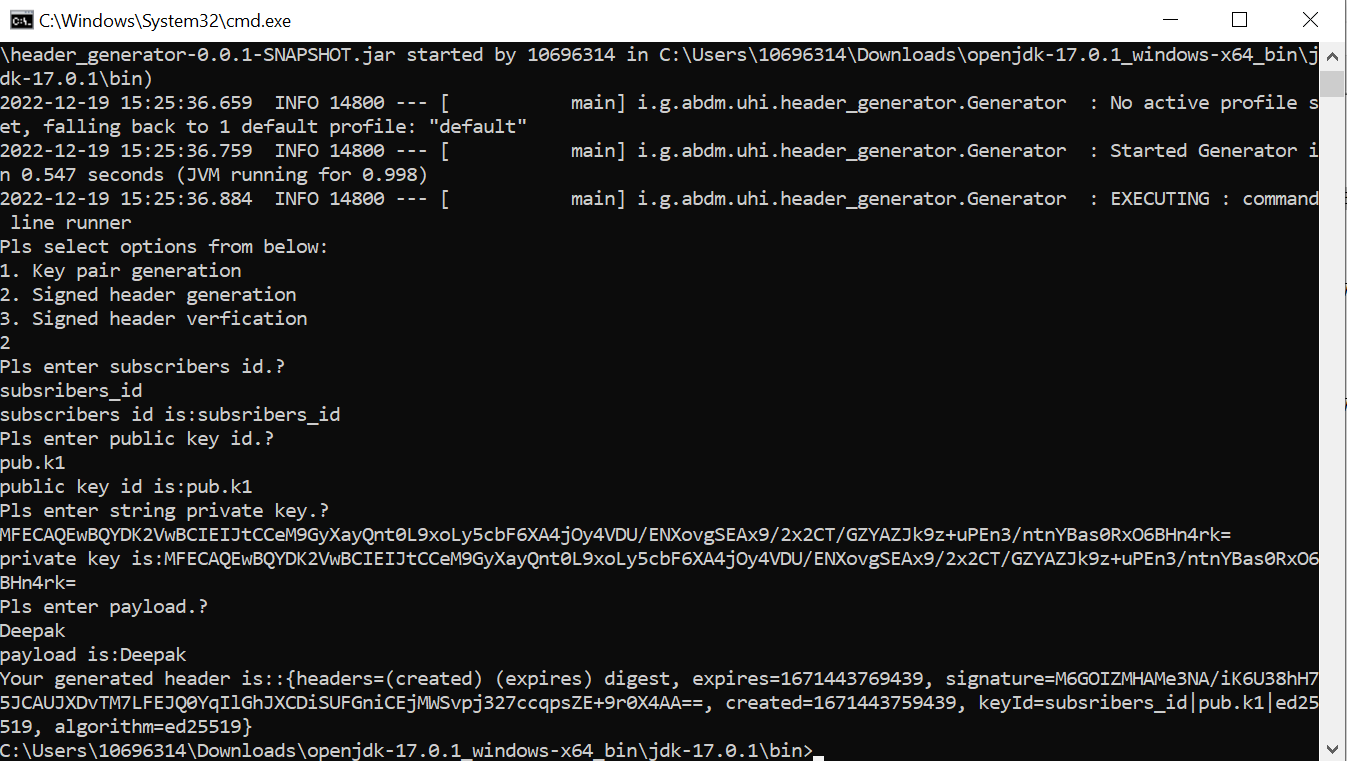 C:\Windows\System32\cmd.exe
\header_generator-0.0.1-SNAPSHOT.jar started by 10696314 in C:\Users\10696314\Downloads\openjdk-17.0.1_windows-x64_bin\j
dk-17.0.1\bin)
2022-12-19 15:25:36.659  INFO 14800 --- [           main] i.g.abdm.uhi.header_generator.Generator  : No active profile s
et, falling back to 1 default profile: "default"
2022-12-19 15:25:36.759  INFO 14800 --- [           main] i.g.abdm.uhi.header_generator.Generator  : Started Generator i
n 0.547 seconds (JVM running for 0.998)
2022-12-19 15:25:36.884  INFO 14800 --- [           main] i.g.abdm.uhi.header_generator.Generator  : EXECUTING : command
 line runner
Pls select options from below:
1. Key pair generation
2. Signed header generation
3. Signed header verfication
2
Pls enter subscribers id.?
subsribers_id
subscribers id is:subsribers_id
Pls enter public key id.?
pub.k1
public key id is:pub.k1
Pls enter string private key.?
MFECAQEwBQYDK2VwBCIEIJtCCeM9GyXayQnt0L9xoLy5cbF6XA4jOy4VDU/ENXovgSEAx9/2x2CT/GZYAZJk9z+uPEn3/ntnYBas0RxO6BHn4rk=
private key is:MFECAQEwBQYDK2VwBCIEIJtCCeM9GyXayQnt0L9xoLy5cbF6XA4jOy4VDU/ENXovgSEAx9/2x2CT/GZYAZJk9z+uPEn3/ntnYBas0RxO6
BHn4rk=
Pls enter payload.?
Deepak
payload is:Deepak
Your generated header is::{headers=(created) (expires) digest, expires=1671443769439, signature=M6GOIZMHAMe3NA/iK6U38hH7
5JCAUJXDvTM7LFEJQ0YqIlGhJXCDiSUFGniCEjMWSvpj327ccqpsZE+9r0X4AA==, created=1671443759439, keyId=subsribers_id|pub.k1|ed25
519, algorithm=ed25519}
C:\Users\10696314\Downloads\openjdk-17.0.1_windows-x64_bin\jdk-17.0.1\bin>